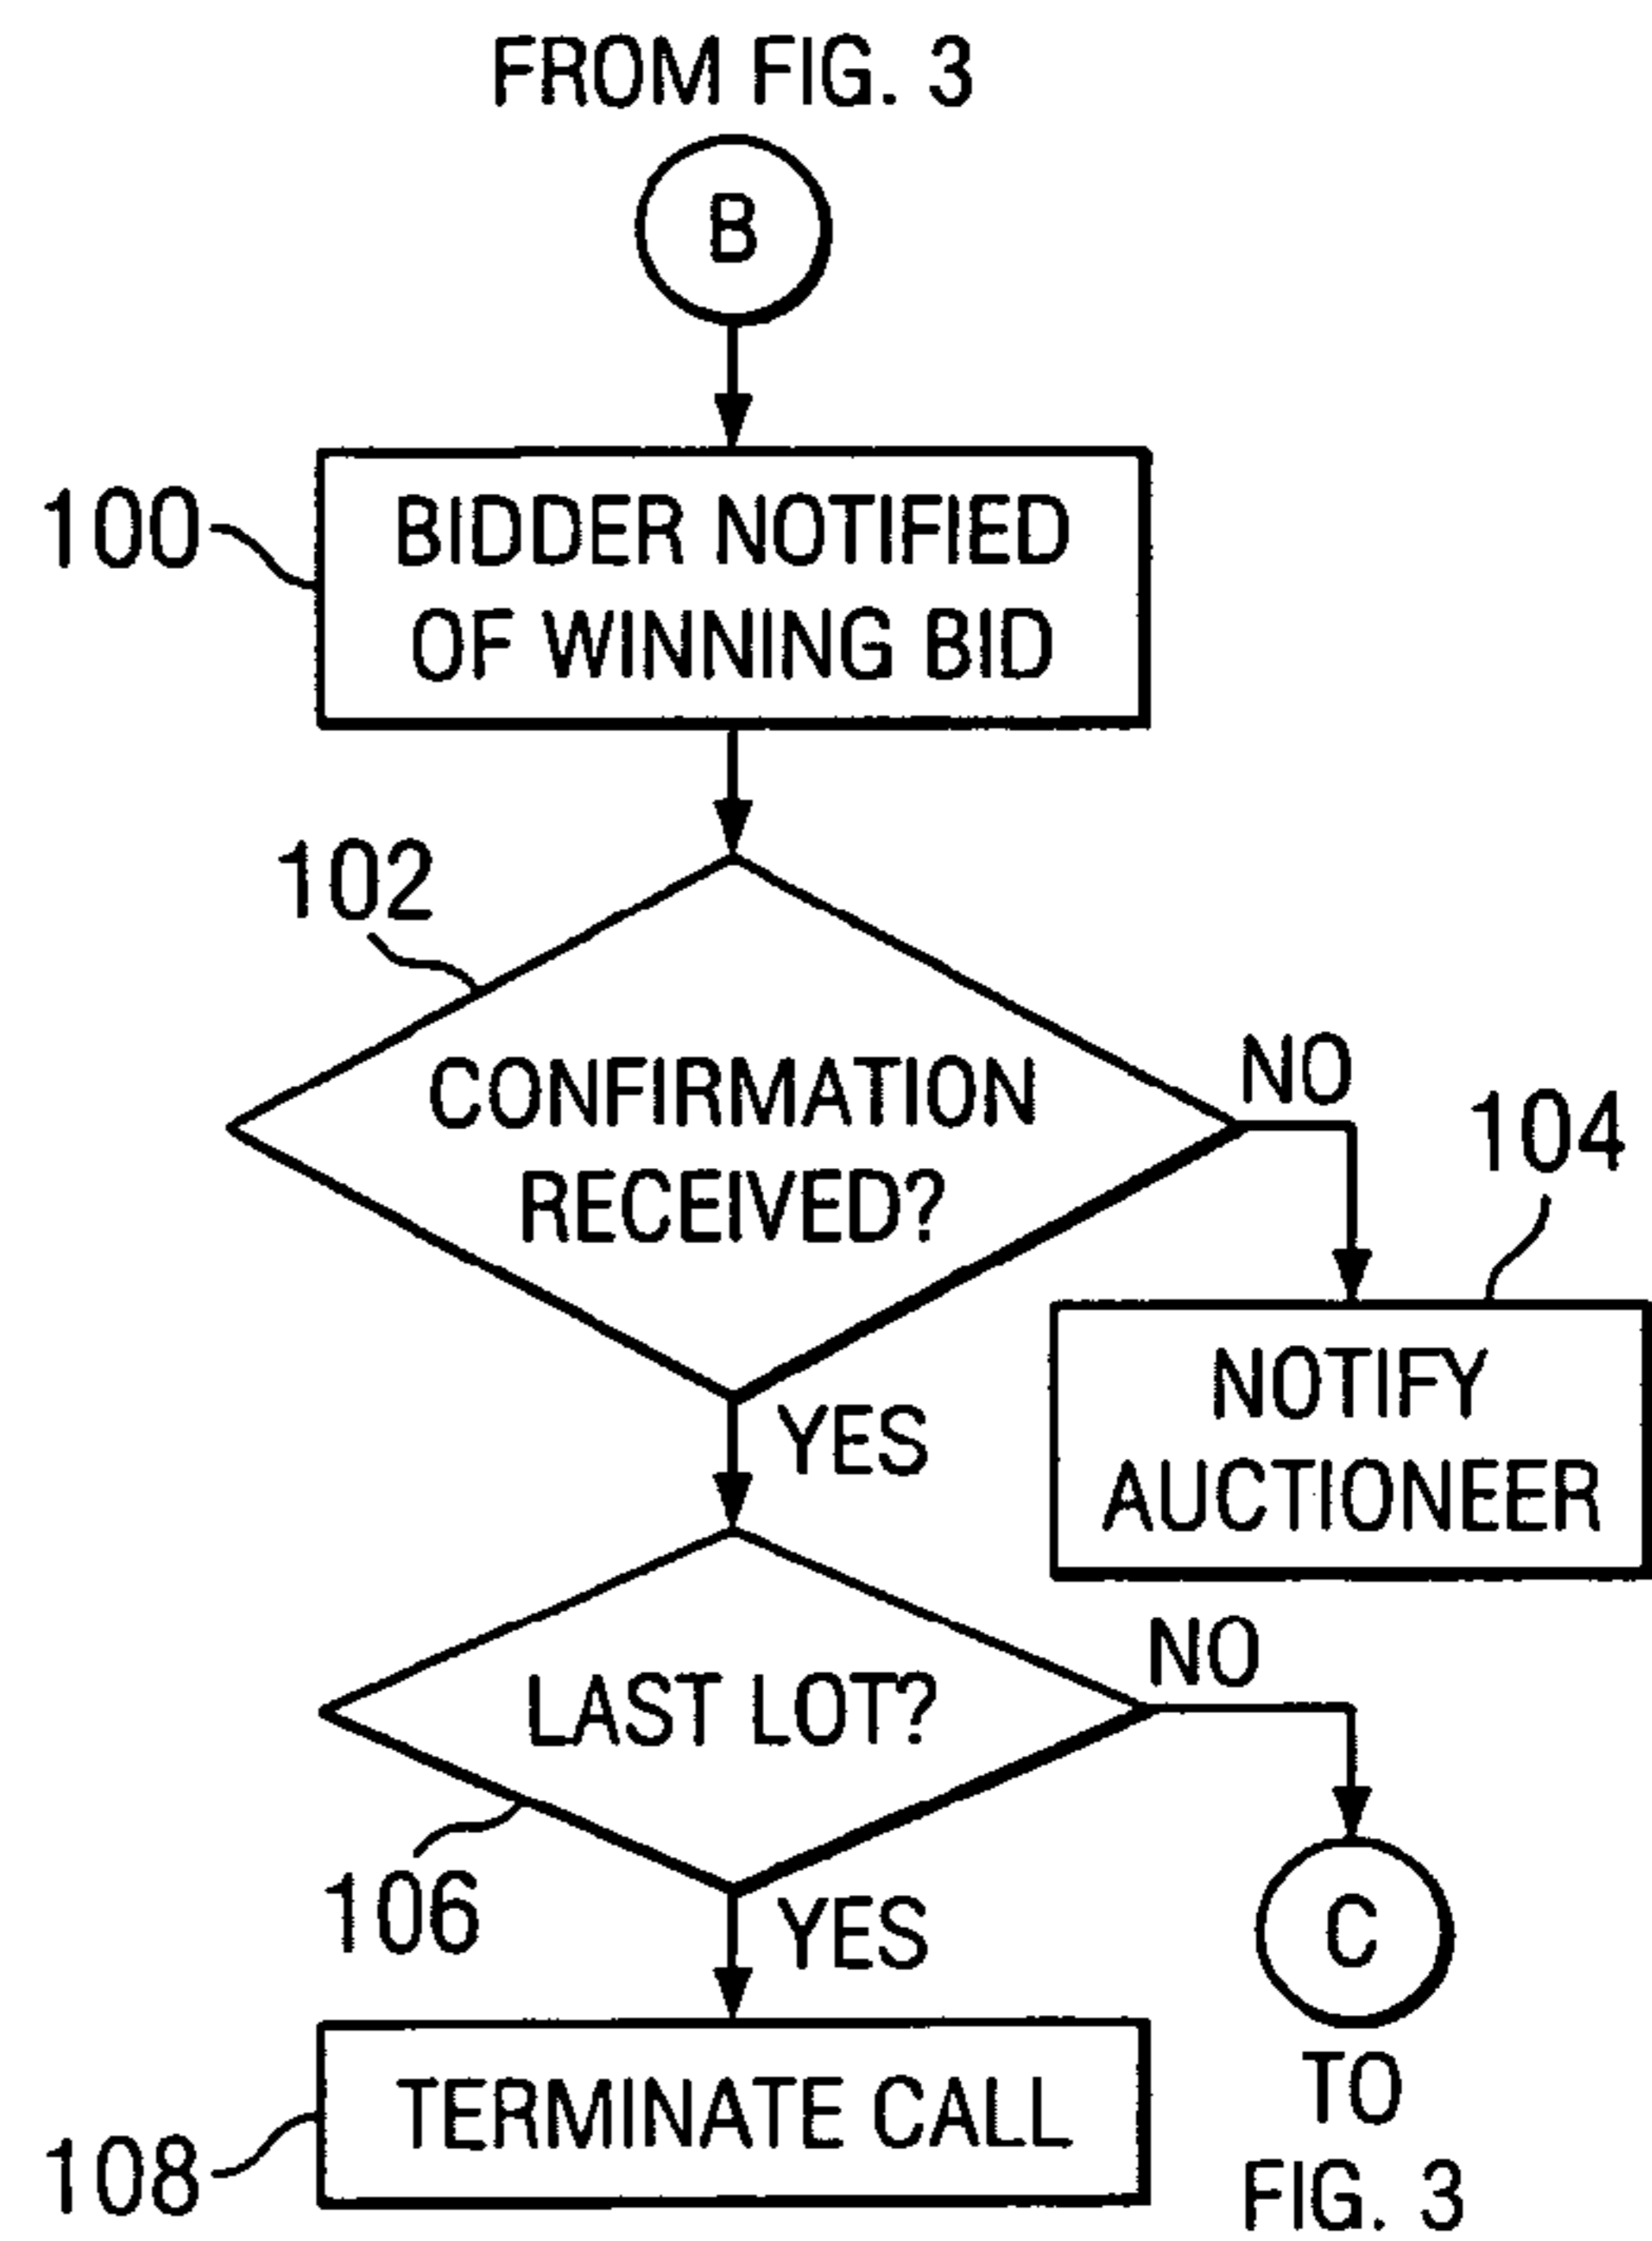 FROM FIG. 3
B
100
BIDDER NOTIFIED
OF WINNING BID
102
CONFIRMATION
RECEIVED?
NO
104
NOTIFY
AUCTIONEER
YES
LAST LOT?
NO
106
YES
C
TO
FIG. 3
TERMINATE CALL
108